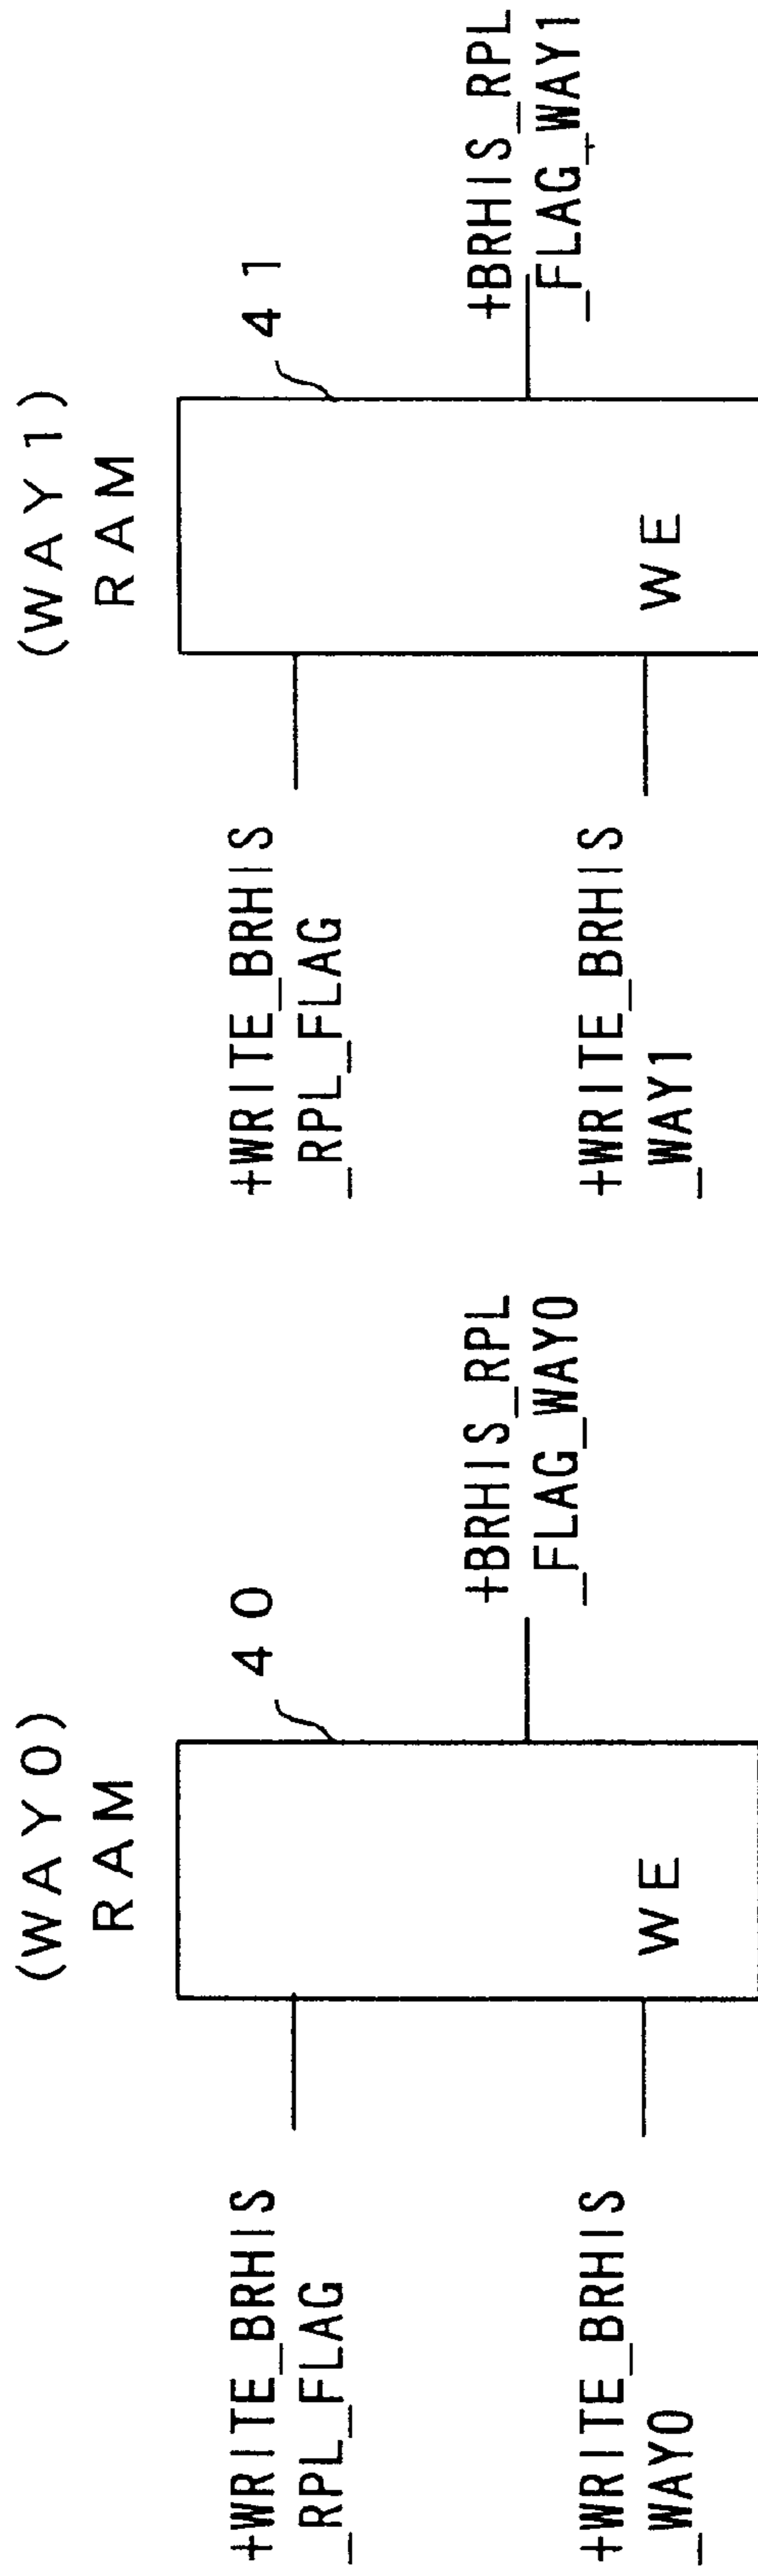 (WAY0)
RAM
40
+WRITE_BRHIS
_RPL_FLAG
+BRHIS_RPL
_FLAG_WAY0
+WRITE_BRHIS
_WAY0
WE
(WAY1)
RAM
41
+WRITE_BRHIS
_RPL_FLAG
+BRHIS_RPL
_FLAG_WAY1
+WRITE_BRHIS
_WAY1
WE